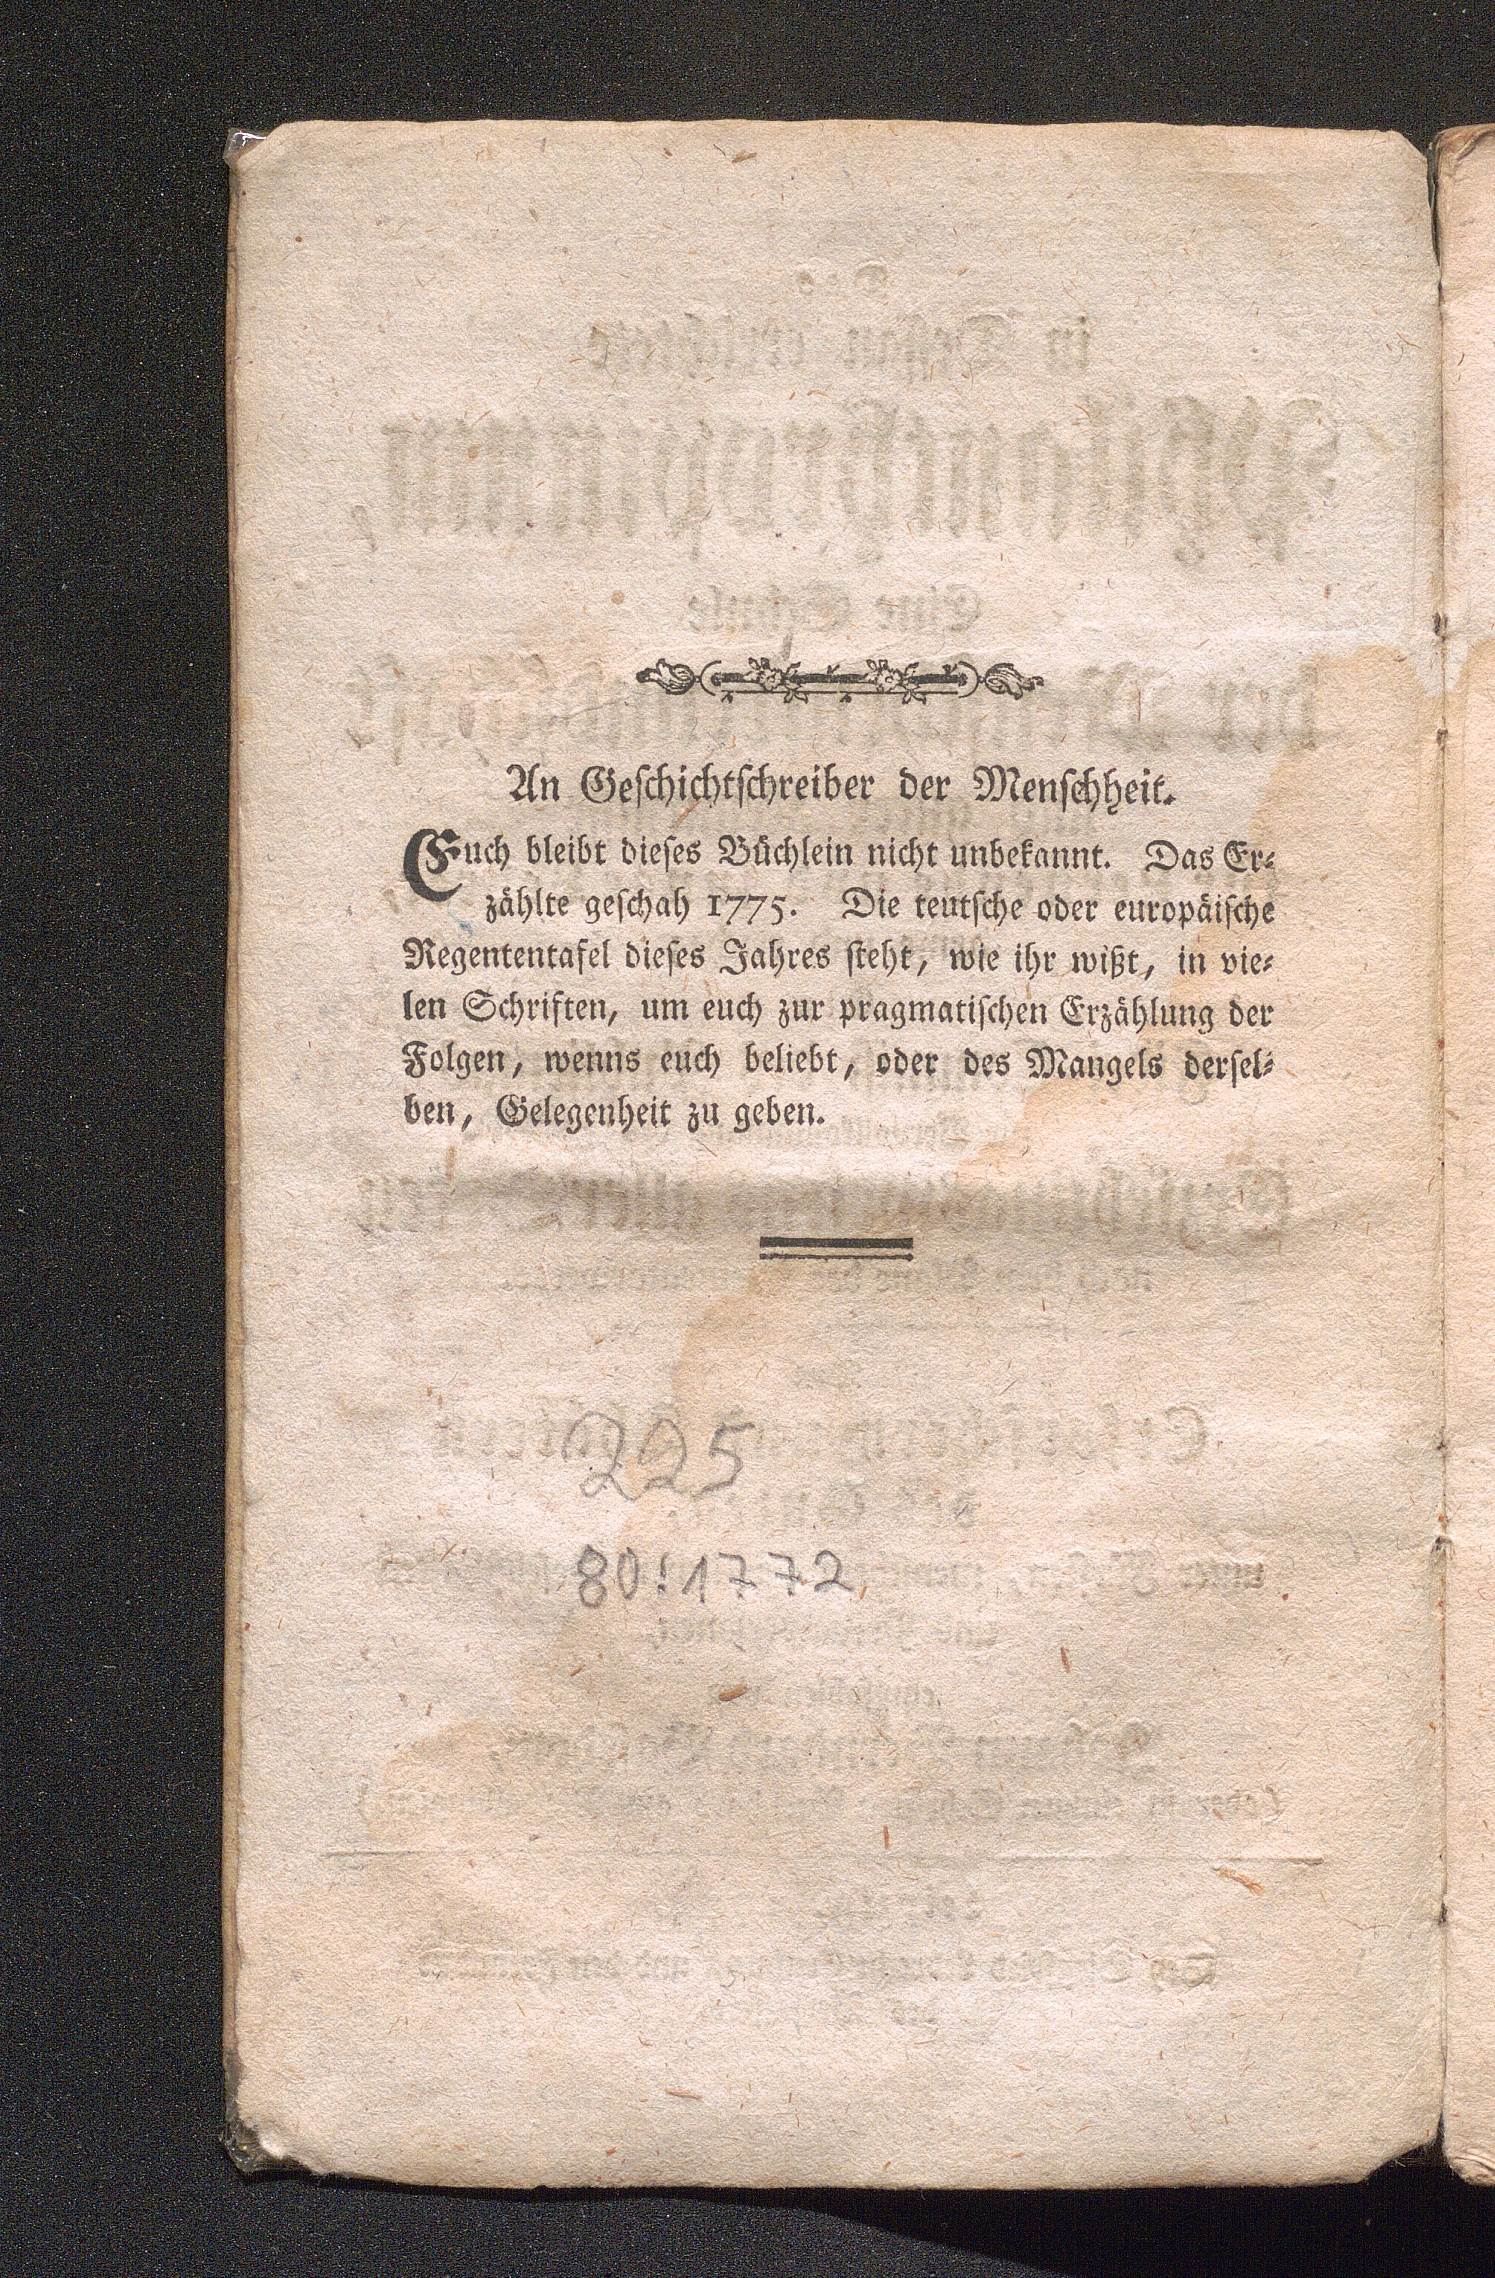 An Geschichtschreiber der Menschheit.
Euch bleibt dieses Büchlein nicht unbekannt. Das Er-
zählte geschah 1775. Die teutsche oder europäische
Regententafel dieses Jahres steht, wie ihr wißt, in vie-
len Schriften, um euch zur pragmatischen Erzählung der
Folgen, wenns euch beliebt, oder des Mangels dersel-
ben, Gelegenheit zu geben.
225
80:1772